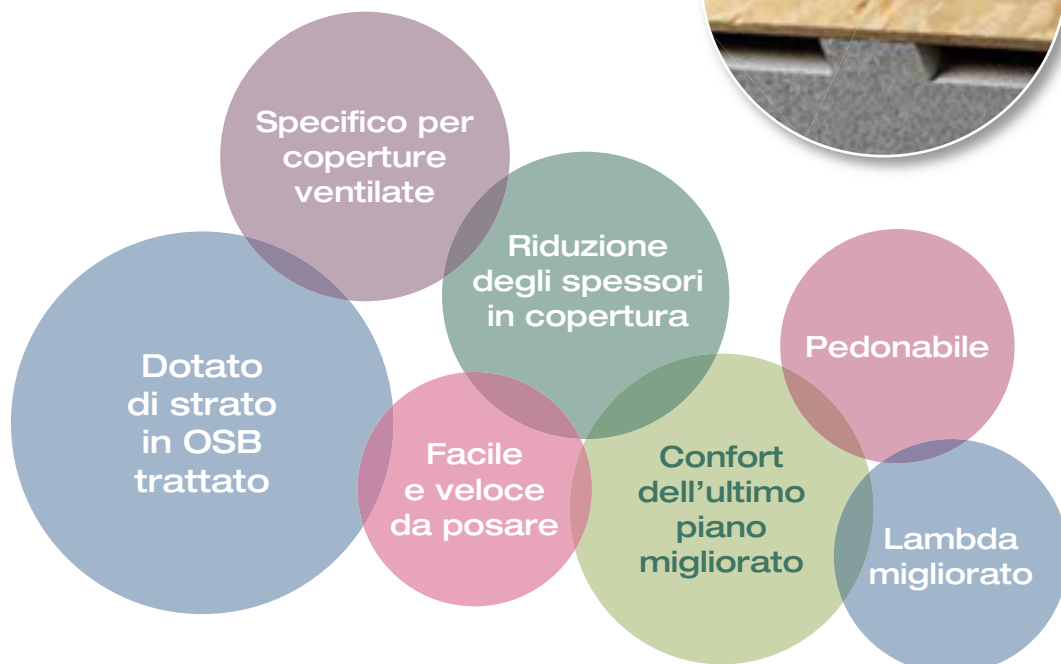 Specifico per
coperture
ventilate
Riduzione
degli spessori
in copertura
Pedonabile
Dotato
di strato
in OSB
trattato
Facile
e veloce
da posare
Confort
dell’ultimo
piano
migliorato
Lambda
migliorato